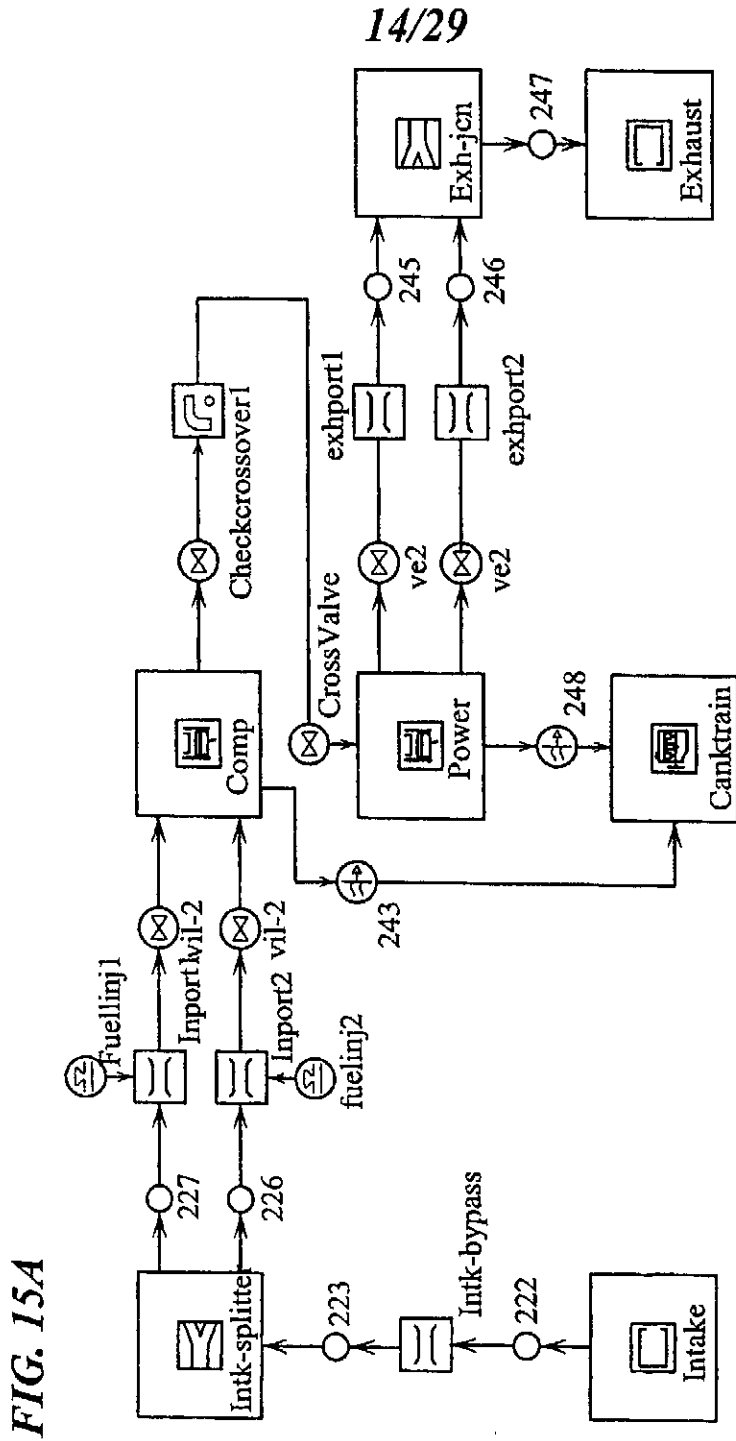 14/29
FIG. 15A
Fuellinj1
Inport1
vil-2
227
Intk-splitte
226
Inport2
vil-2
fuelinj2
223
Intk-bypass
222
Intake
Comp
Checkcrossover1
CrossValve
243
Power
248
Canktrain
ve2
exhport1
245
ve2
exhport2
246
Exh-jcn
247
Exhaust